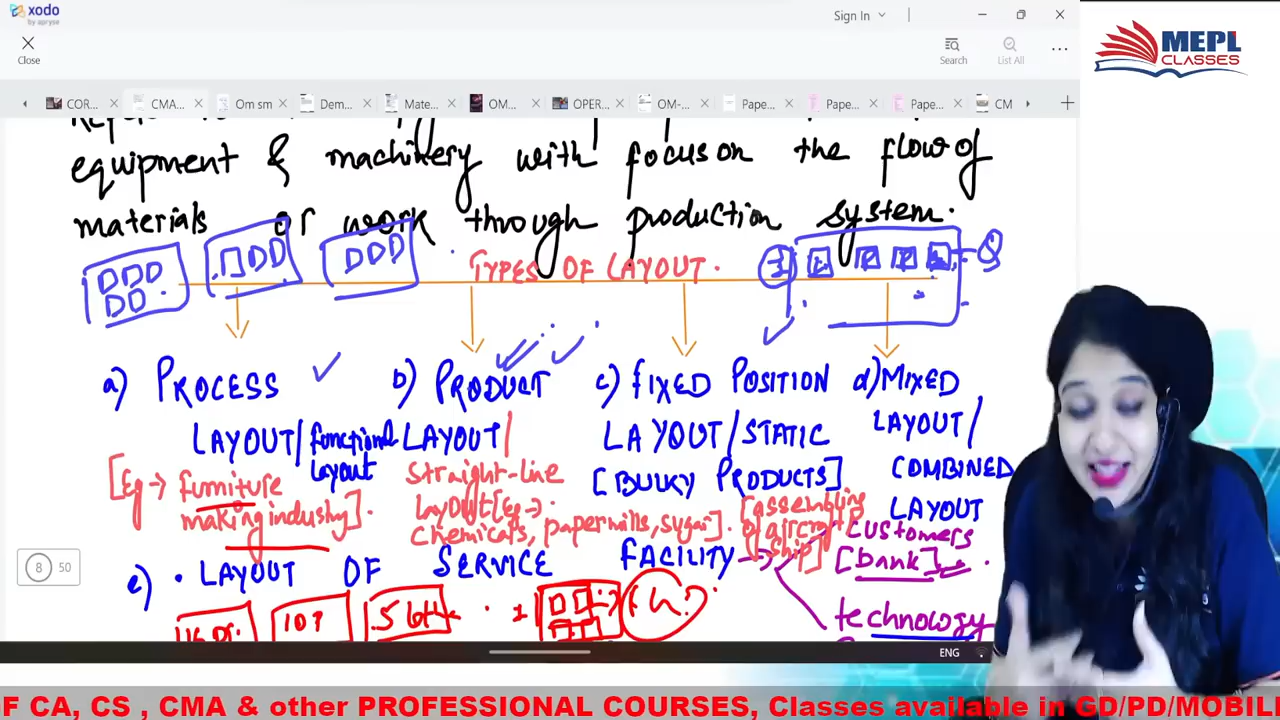 xodo
by apryse
Sign In
Close
Search
List All
COR...
CMA...
Om sm
Dem...
Mate...
OM...
OPER...
OM-...
Pape...
Pape...
Pape...
CM
MEPL
CLASSES
equipment & machinery with focus on the flow of
materials or work through production system.
TYPES OF LAYOUT.
a) PROCESS
LAYOUT/functional
layout
[Eg → furniture
making industry].
b) PRODUCT
LAYOUT/
Straight-line
layout [Eg →
chemicals, papermills, sugar].
c) FIXED POSITION
LAYOUT/STATIC
[BULKY PRODUCTS]
[assembling
of aircraft
ship]
d) MIXED
LAYOUT/
COMBINED
LAYOUT
e) • LAYOUT OF SERVICE FACILITY →
customers
[bank]
technology
8 50
ENG
F CA, CS , CMA & other PROFESSIONAL COURSES, Classes available in GD/PD/MOBIL